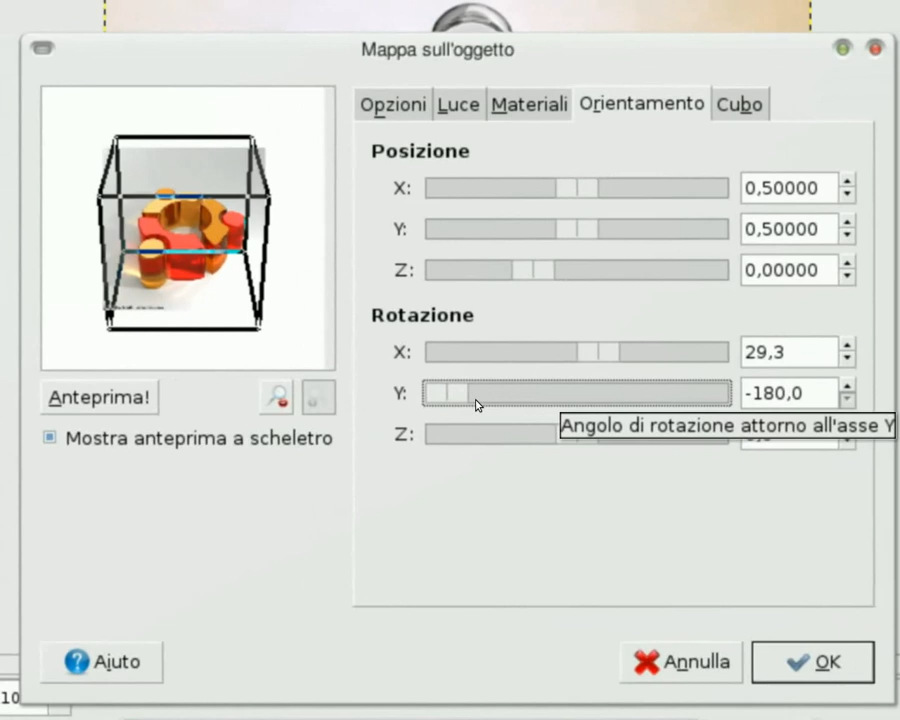 Mappa sull'oggetto
Opzioni Luce Materiali Orientamento Cubo
Posizione
X: 0,50000
Y: 0,50000
Z: 0,00000
Rotazione
X: 29,3
Y: -180,0
Angolo di rotazione attorno all'asse Y
Z:
Anteprima!
Mostra anteprima a scheletro
Aiuto Annulla OK
10